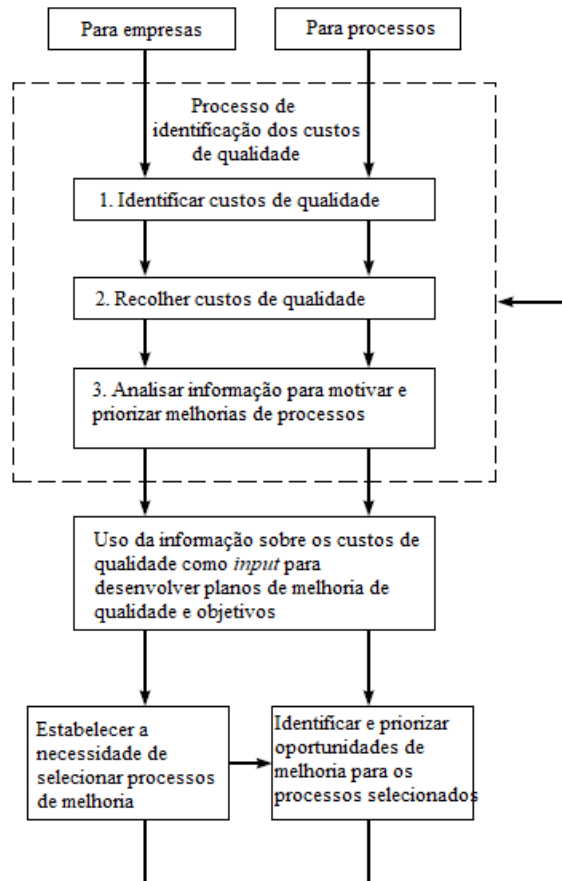 Para empresas
Para processos
Processo de
identificação dos custos
de qualidade
1. Identificar custos de qualidade
2. Recolher custos de qualidade
3. Analisar informação para motivar e
priorizar melhorias de processos
Uso da informação sobre os custos de
qualidade como input para
desenvolver planos de melhoria de
qualidade e objetivos
Estabelecer a
necessidade de
selecionar processos
de melhoria
Identificar e priorizar
oportunidades de
melhoria para os
processos selecionados